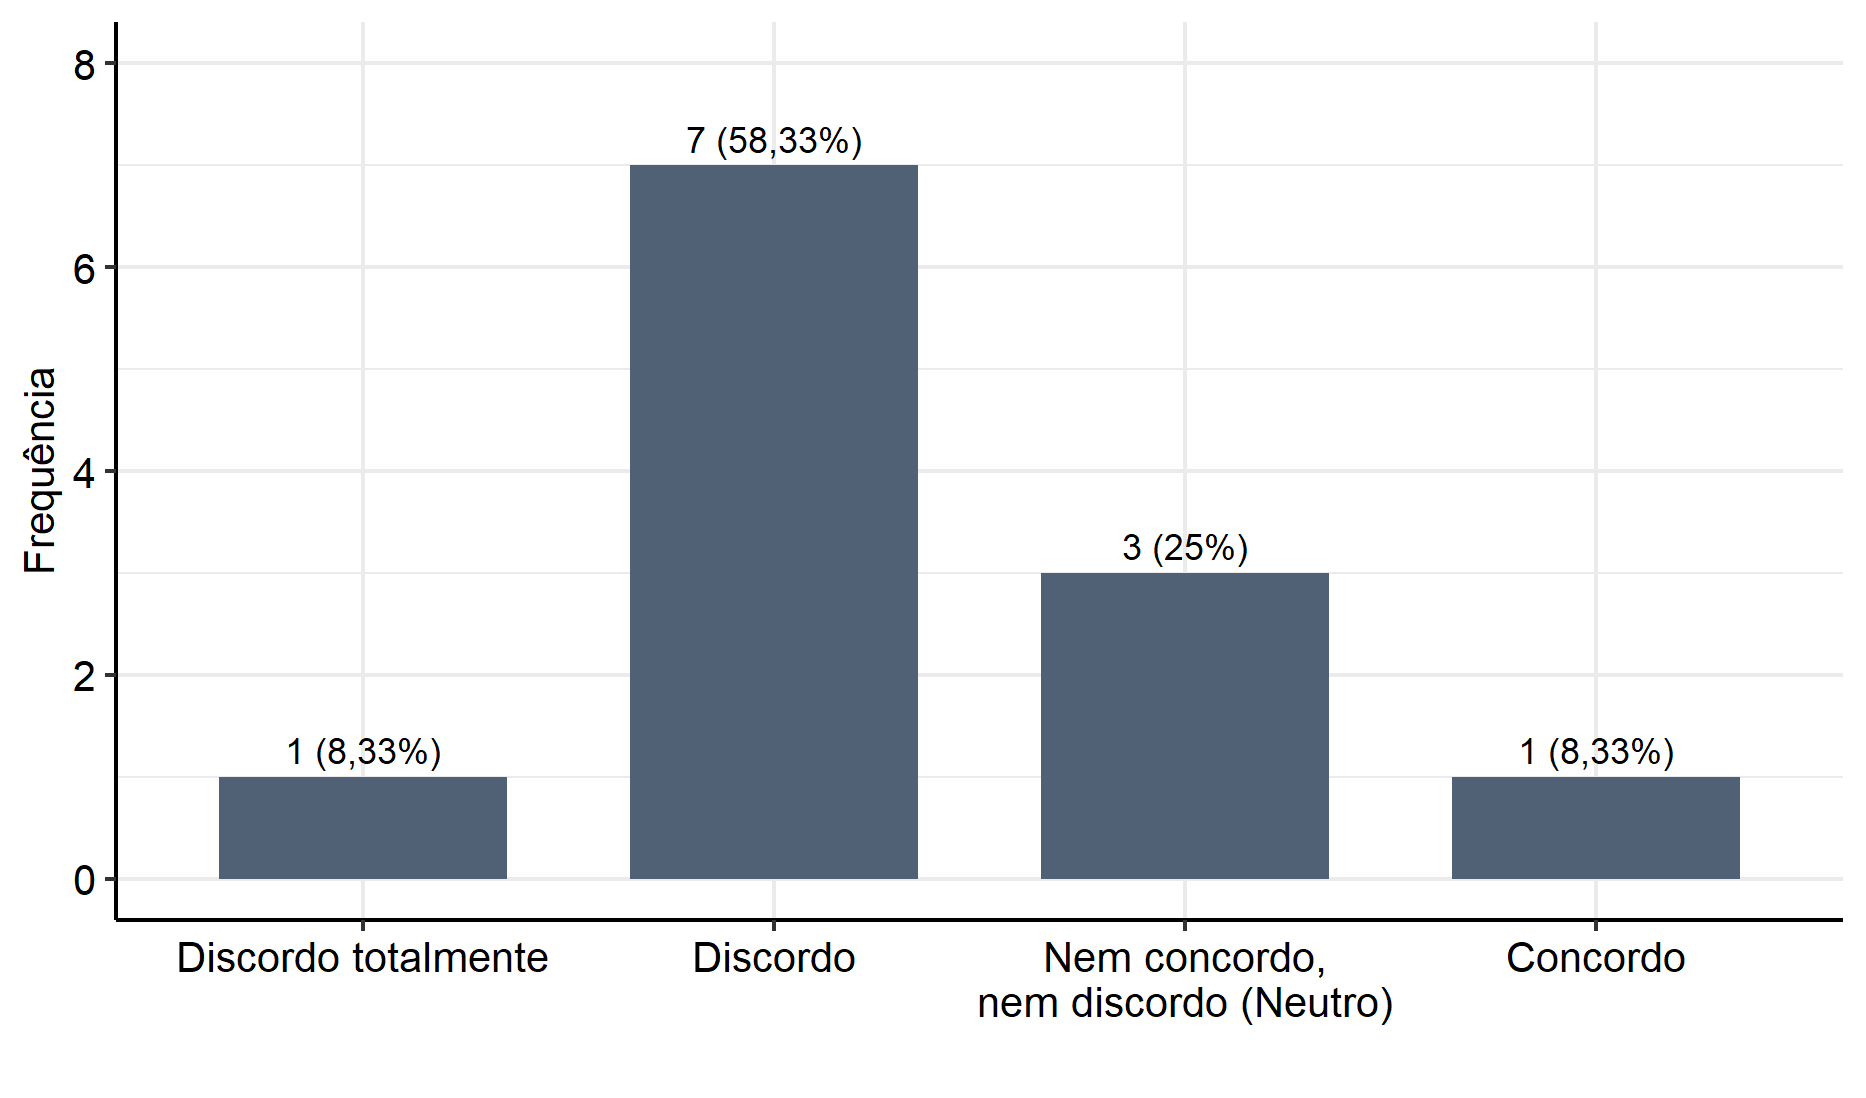 8
7 (58,33%)
6
Frequência
4
3 (25%)
2
1 (8,33%)
1 (8,33%)
0
Discordo totalmente
Discordo
Nem concordo,
nem discordo (Neutro)
Concordo